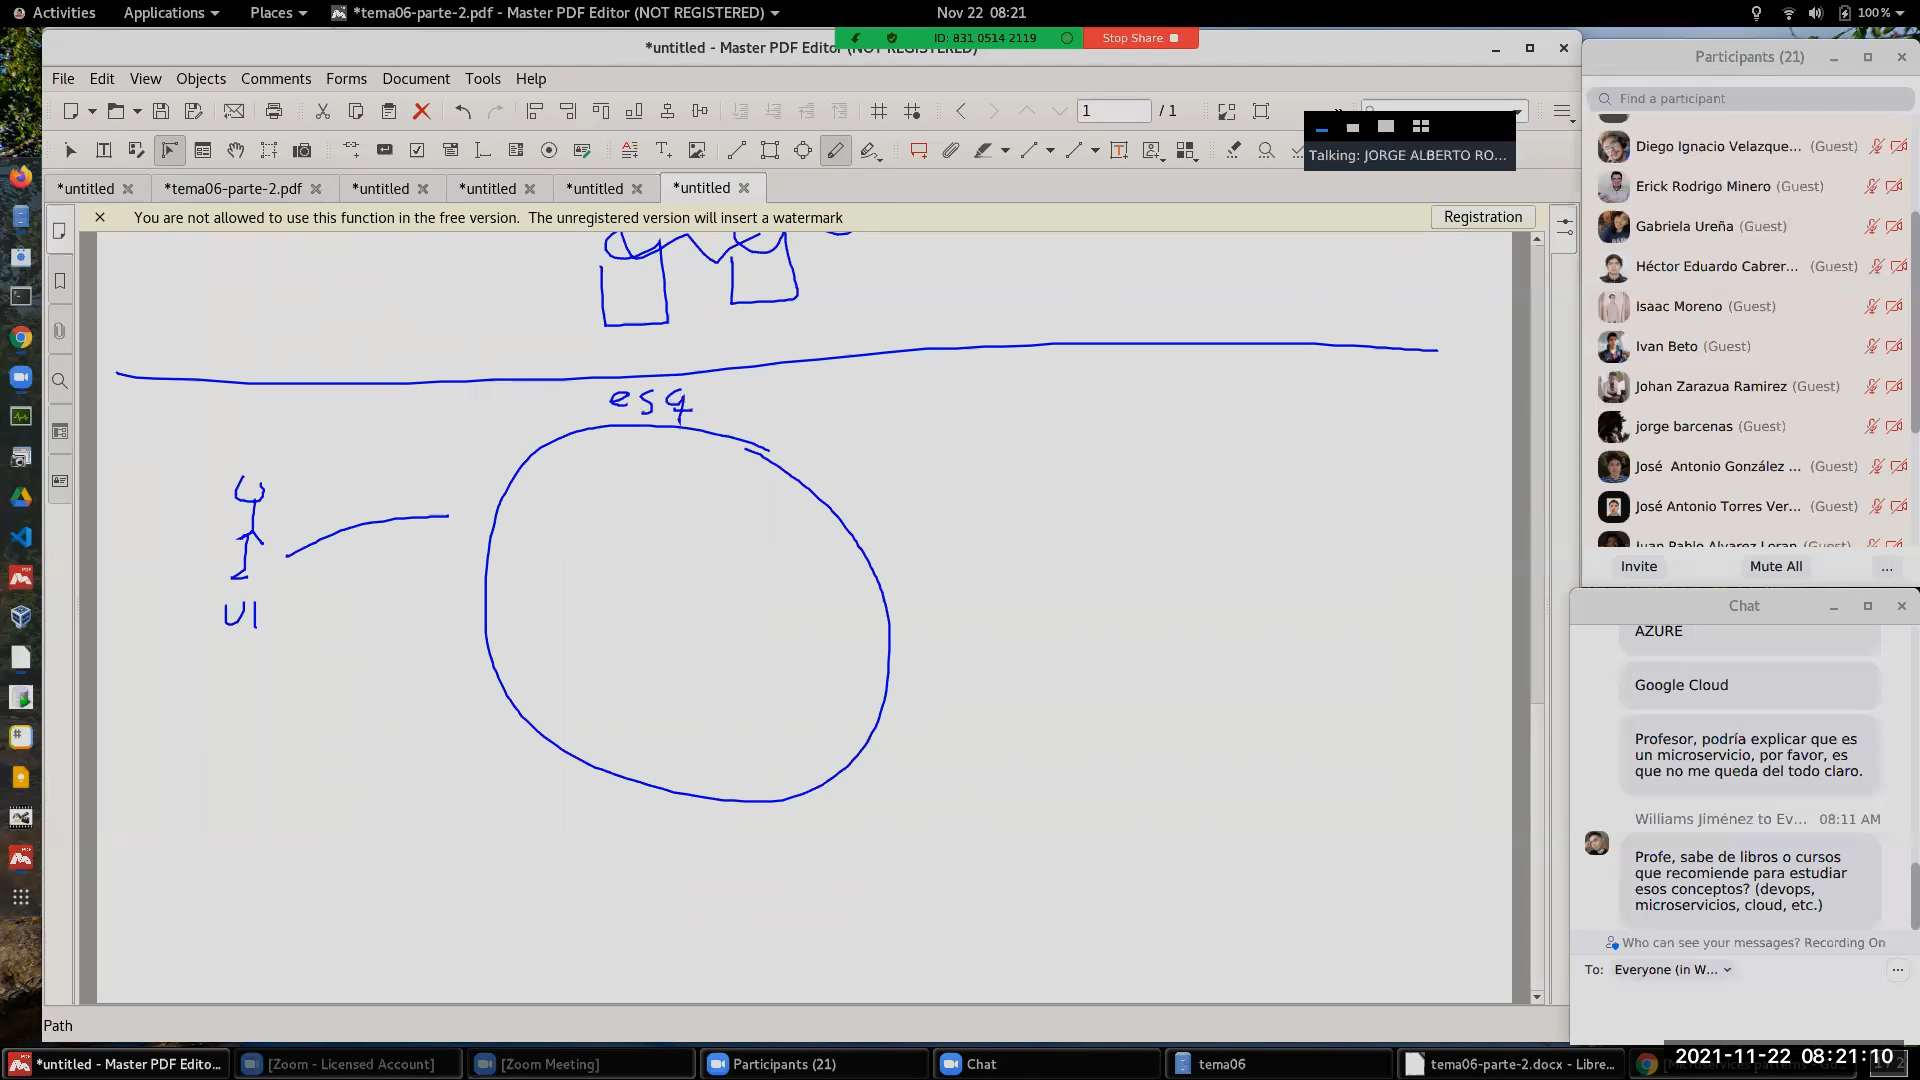 Activities
Applications
Places
*tema06-parte-2.pdf - Master PDF Editor (NOT REGISTERED)
Nov 22 08:21
100%
*untitled - Master PDF Editor (NOT REGISTERED)
ID: 831 0514 2119
Stop Share
File Edit View Objects Comments Forms Document Tools Help
1 / 1
Talking: JORGE ALBERTO RO...
*untitled
*tema06-parte-2.pdf
*untitled
*untitled
*untitled
*untitled
You are not allowed to use this function in the free version. The unregistered version will insert a watermark
Registration
esq
U1
Path
Participants (21)
Find a participant
Diego Ignacio Velazque... (Guest)
Erick Rodrigo Minero (Guest)
Gabriela Ureña (Guest)
Héctor Eduardo Cabrer... (Guest)
Isaac Moreno (Guest)
Ivan Beto (Guest)
Johan Zarazua Ramirez (Guest)
jorge barcenas (Guest)
José Antonio González ... (Guest)
José Antonio Torres Ver... (Guest)
Juan Pablo Alvarez Loran (Guest)
Invite
Mute All
...
Chat
AZURE
Google Cloud
Profesor, podría explicar que es
un microservicio, por favor, es
que no me queda del todo claro.
Williams Jiménez to Ev... 08:11 AM
Profe, sabe de libros o cursos
que recomiende para estudiar
esos conceptos? (devops,
microservicios, cloud, etc.)
Who can see your messages? Recording On
To: Everyone (in W...
*untitled - Master PDF Edito...
[Zoom - Licensed Account]
[Zoom Meeting]
Participants (21)
Chat
tema06
tema06-parte-2.docx - Libre...
2021-11-22 08:21:10